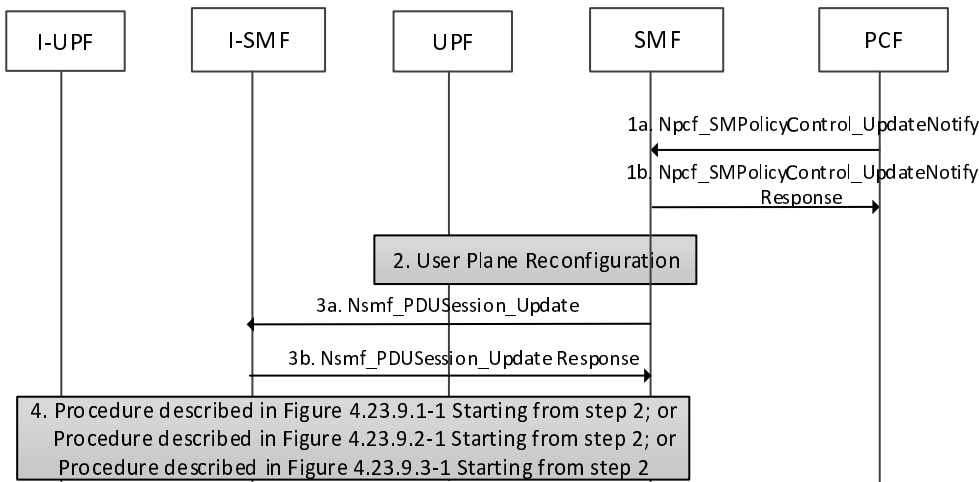 I-UPF
I-SMF
UPF
SMF
PCF
1a. Npcf_SMPolicyControl_UpdateNotify
1b. Npcf_SMPolicyControl_UpdateNotify
Response
2. User Plane Reconfiguration
3a. Nsmf_PDUSession_Update
3b. Nsmf_PDUSession_Update Response
4. Procedure described in Figure 4.23.9.1-1 Starting from step 2; or
Procedure described in Figure 4.23.9.2-1 Starting from step 2; or
Procedure described in Figure 4.23.9.3-1 Starting from step 2